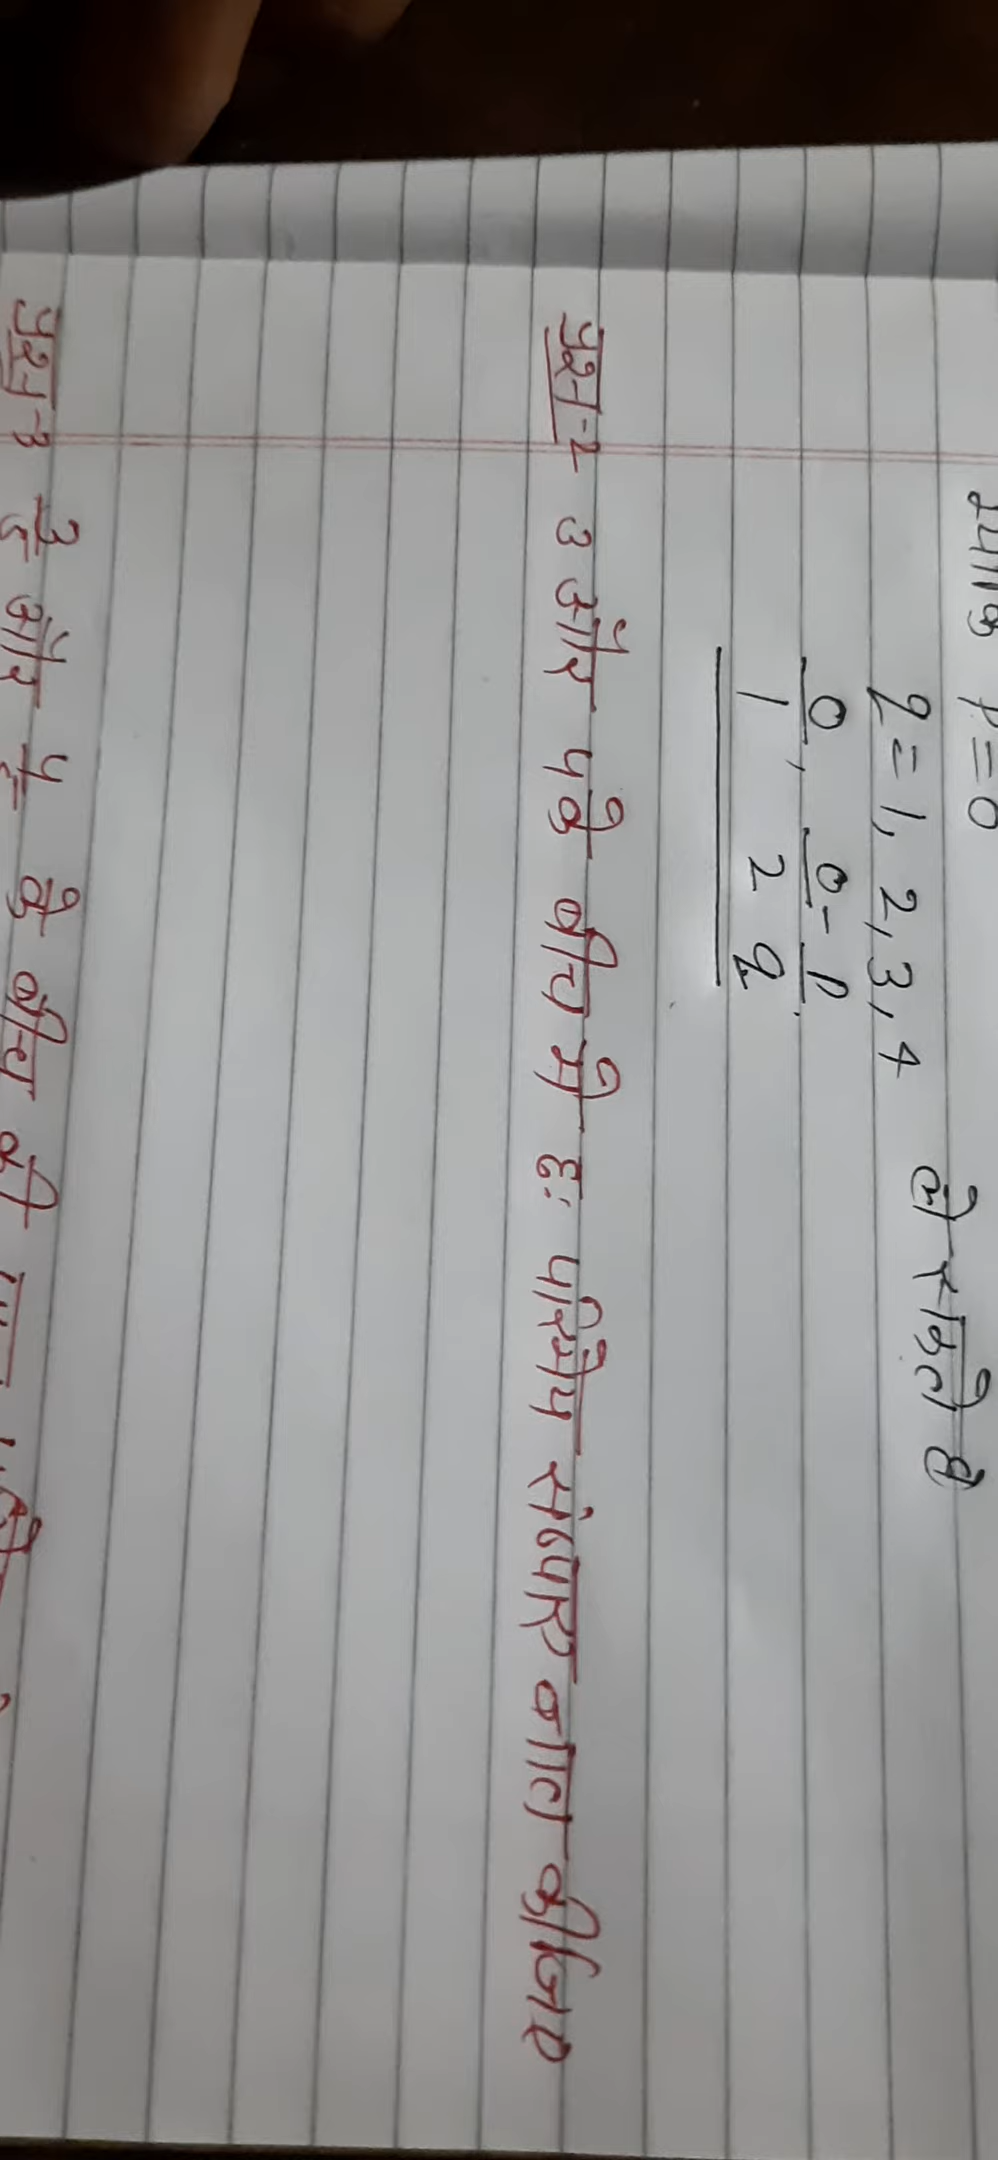 P = 0
q = 1, 2, 3, 4
0/1, 0/2 - p/q
प्रश्न-2 3 और 4 के बीच में छः परिमेय संख्याए ज्ञात कीजिए
प्रश्न-3 3/5 और 4/5 के बीच की